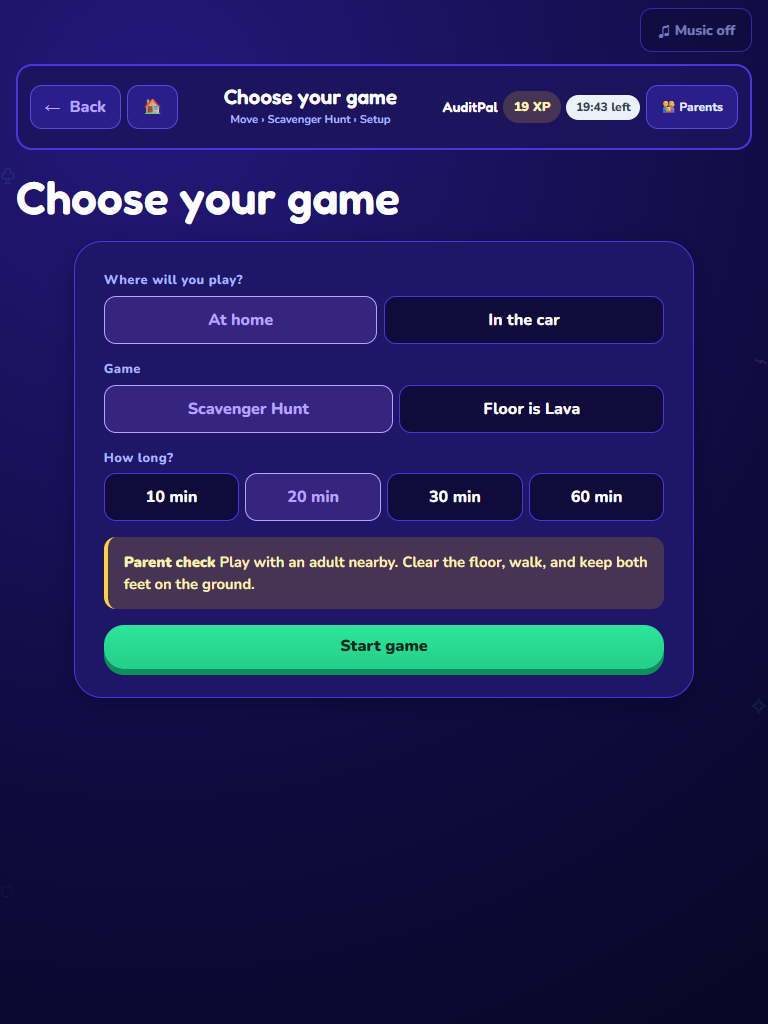 ♫ Music off
← Back
Choose your game
Move › Scavenger Hunt › Setup
AuditPal
19 XP
19:43 left
Parents
Choose your game
Where will you play?
At home
In the car
Game
Scavenger Hunt
Floor is Lava
How long?
10 min
20 min
30 min
60 min
Parent check Play with an adult nearby. Clear the floor, walk, and keep both
feet on the ground.
Start game